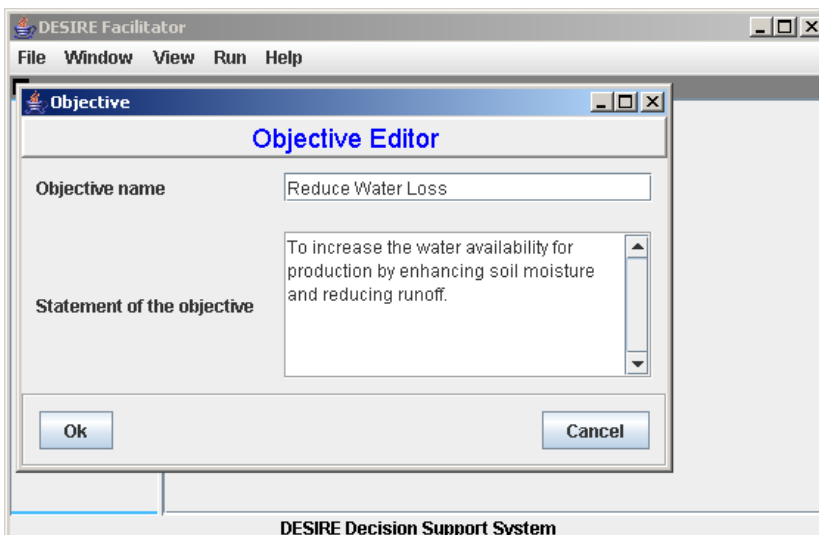 DESIRE Facilitator
File Window View Run Help
Objective
Objective Editor
Objective name
Reduce Water Loss
Statement of the objective
To increase the water availability for
production by enhancing soil moisture
and reducing runoff.
Ok Cancel
DESIRE Decision Support System